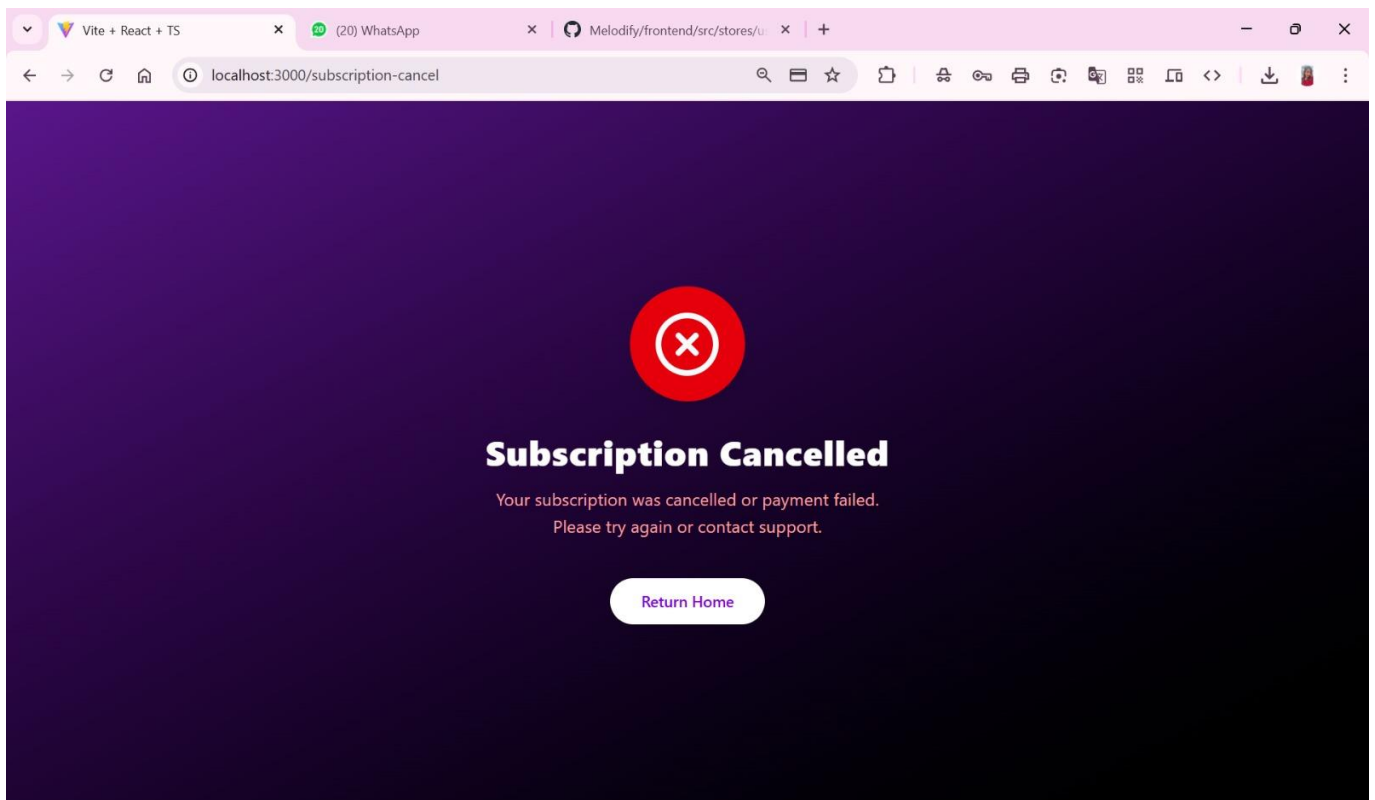 Vite + React + TS
20
(20) WhatsApp
Melodify/frontend/src/stores/u
localhost:3000/subscription-cancel
Subscription Cancelled
Your subscription was cancelled or payment failed.
Please try again or contact support.
Return Home